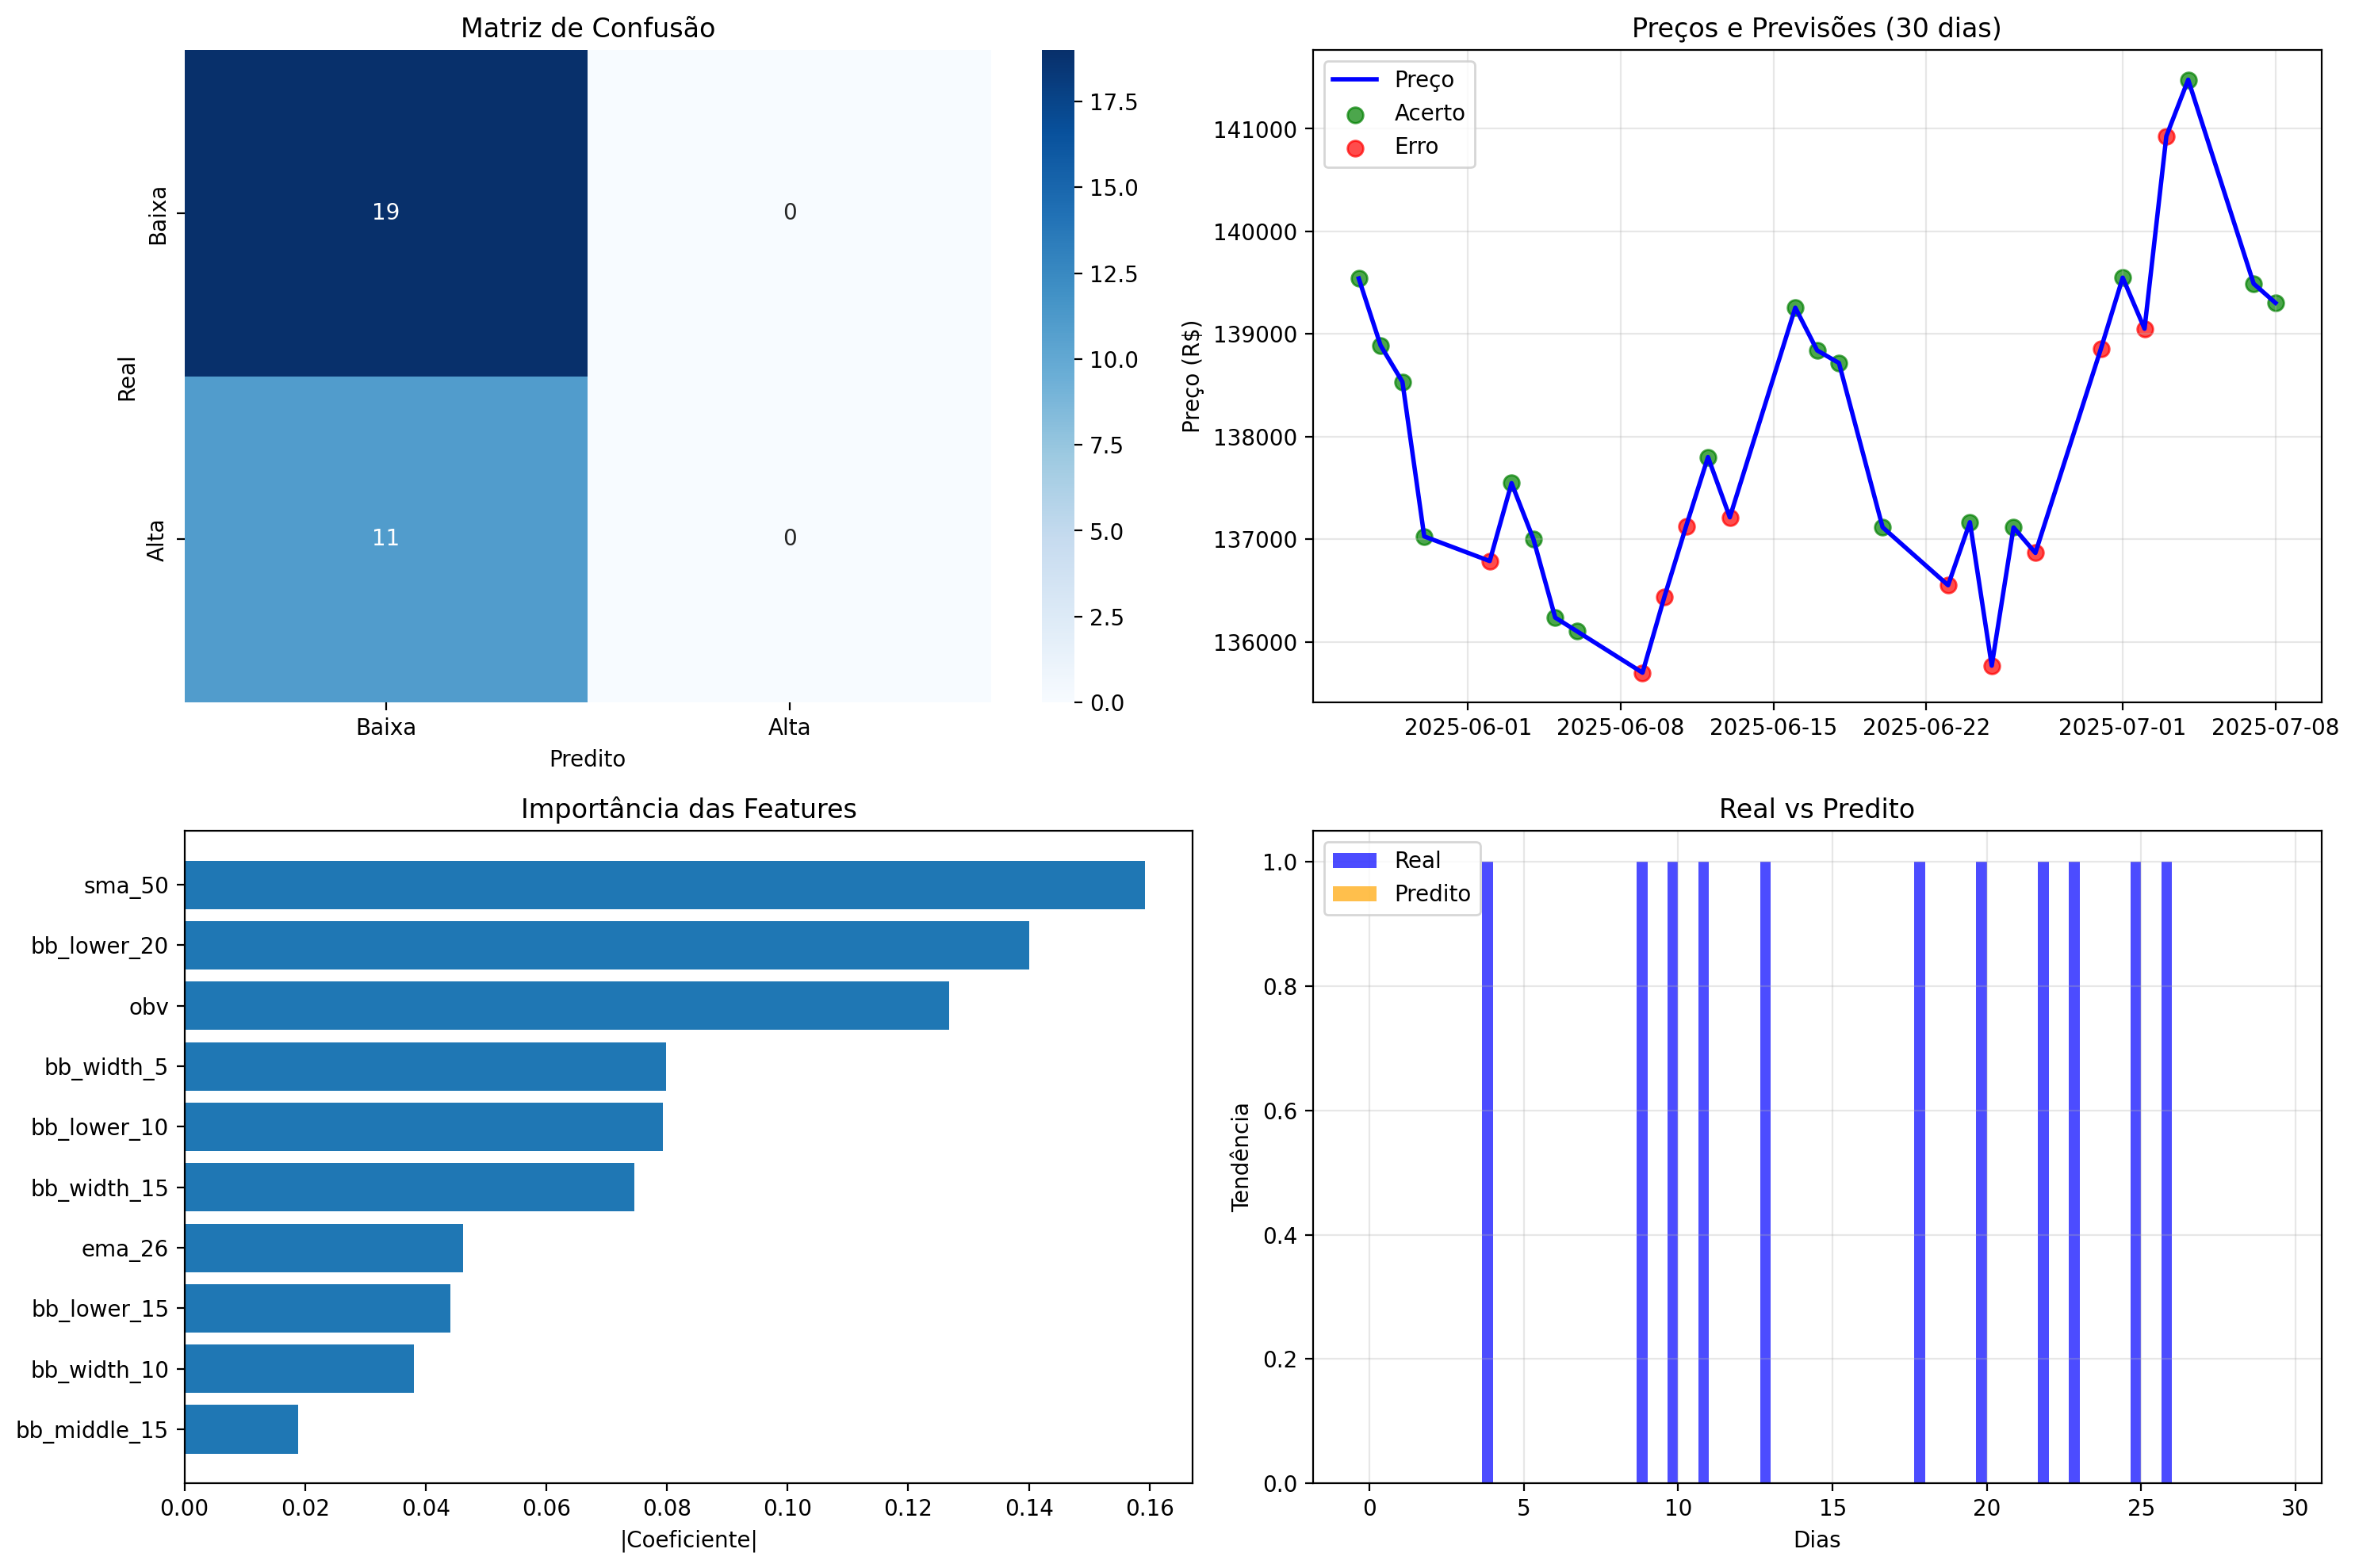 Matriz de Confusão
Baixa
Alta
Real
19
0
11
0
Baixa
Alta
Predito
17.5
15.0
12.5
10.0
7.5
5.0
2.5
0.0
Preços e Previsões (30 dias)
Preço
Acerto
Erro
Preço (R$)
141000
140000
139000
138000
137000
136000
2025-06-01
2025-06-08
2025-06-15
2025-06-22
2025-07-01
2025-07-08
Importância das Features
sma_50
bb_lower_20
obv
bb_width_5
bb_lower_10
bb_width_15
ema_26
bb_lower_15
bb_width_10
bb_middle_15
0.00
0.02
0.04
0.06
0.08
0.10
0.12
0.14
0.16
|Coeficiente|
Real vs Predito
Real
Predito
Tendência
1.0
0.8
0.6
0.4
0.2
0.0
0
5
10
15
20
25
30
Dias